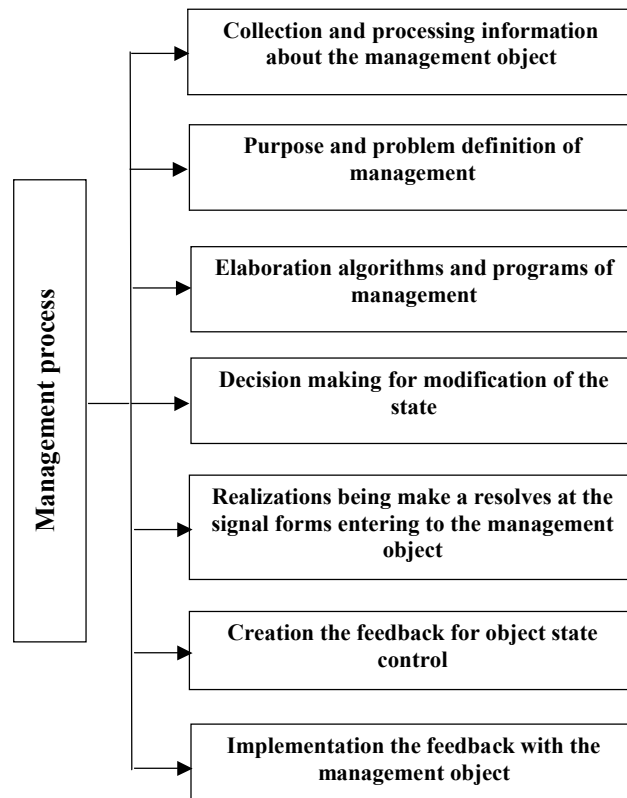 Management process
Collection and processing information
about the management object
Purpose and problem definition of
management
Elaboration algorithms and programs of
management
Decision making for modification of the
state
Realizations being make a resolves at the
signal forms entering to the management
object
Creation the feedback for object state
control
Implementation the feedback with the
management object